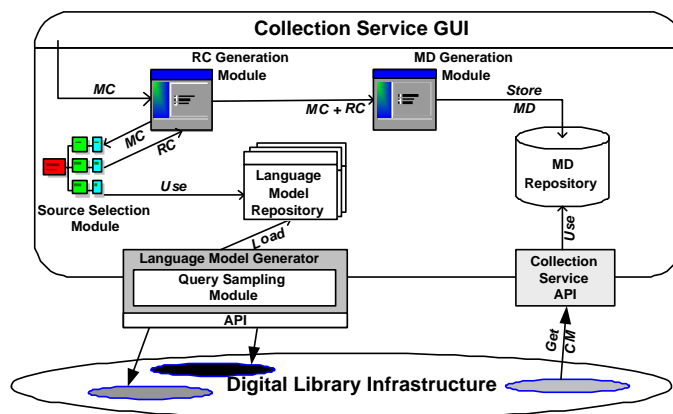 Collection Service GUI
RC Generation
Module
MD Generation
Module
MC
MC + RC
Store
MD
MC
RC
Use
Source Selection
Module
Language
Model
Repository
MD
Repository
Load
Use
Language Model Generator
Query Sampling
Module
API
Collection
Service
API
Get
CM
Digital Library Infrastructure